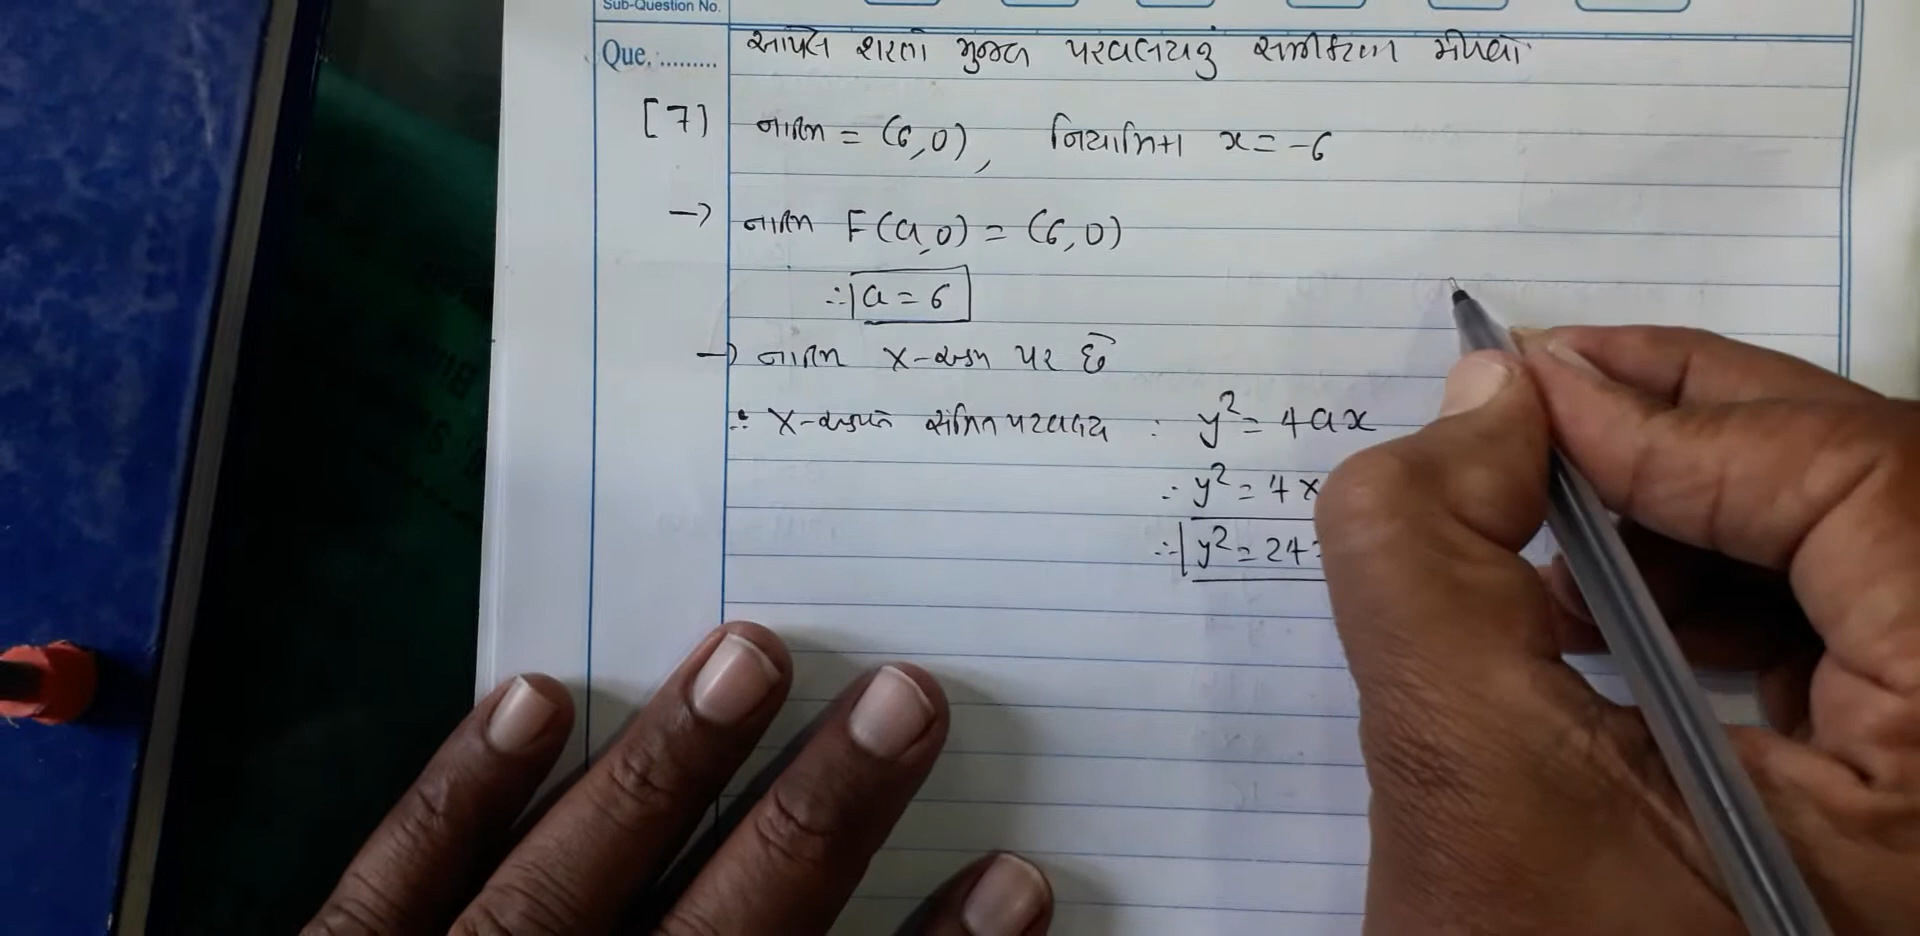 Sub-Question No.
Que. :.........
આપેલ શરતો મુજબ પરવલયનું સમીકરણ મેળવો
[7] નાભિ = (6,0), નિયામિકા x = -6
→ નાભિ F(a,0) = (6,0)
∴ a = 6
→ નાભિ X-અક્ષ પર છે
∴ X-અક્ષને સંમિત પરવલય : y² = 4ax
∴ y² = 4×
∴ y² = 24